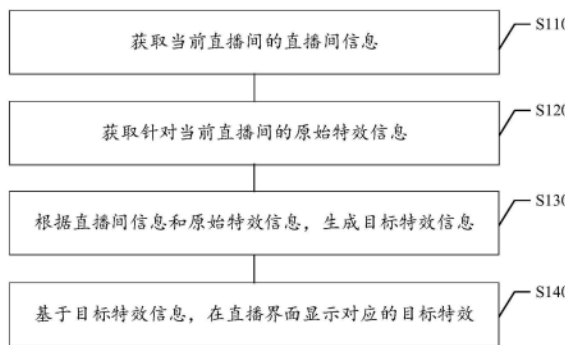 获取当前直播间的直播间信息
S110
获取针对当前直播间的原始特效信息
S120
根据直播间信息和原始特效信息，生成目标特效信息
S130
基于目标特效信息，在直播界面显示对应的目标特效
S140